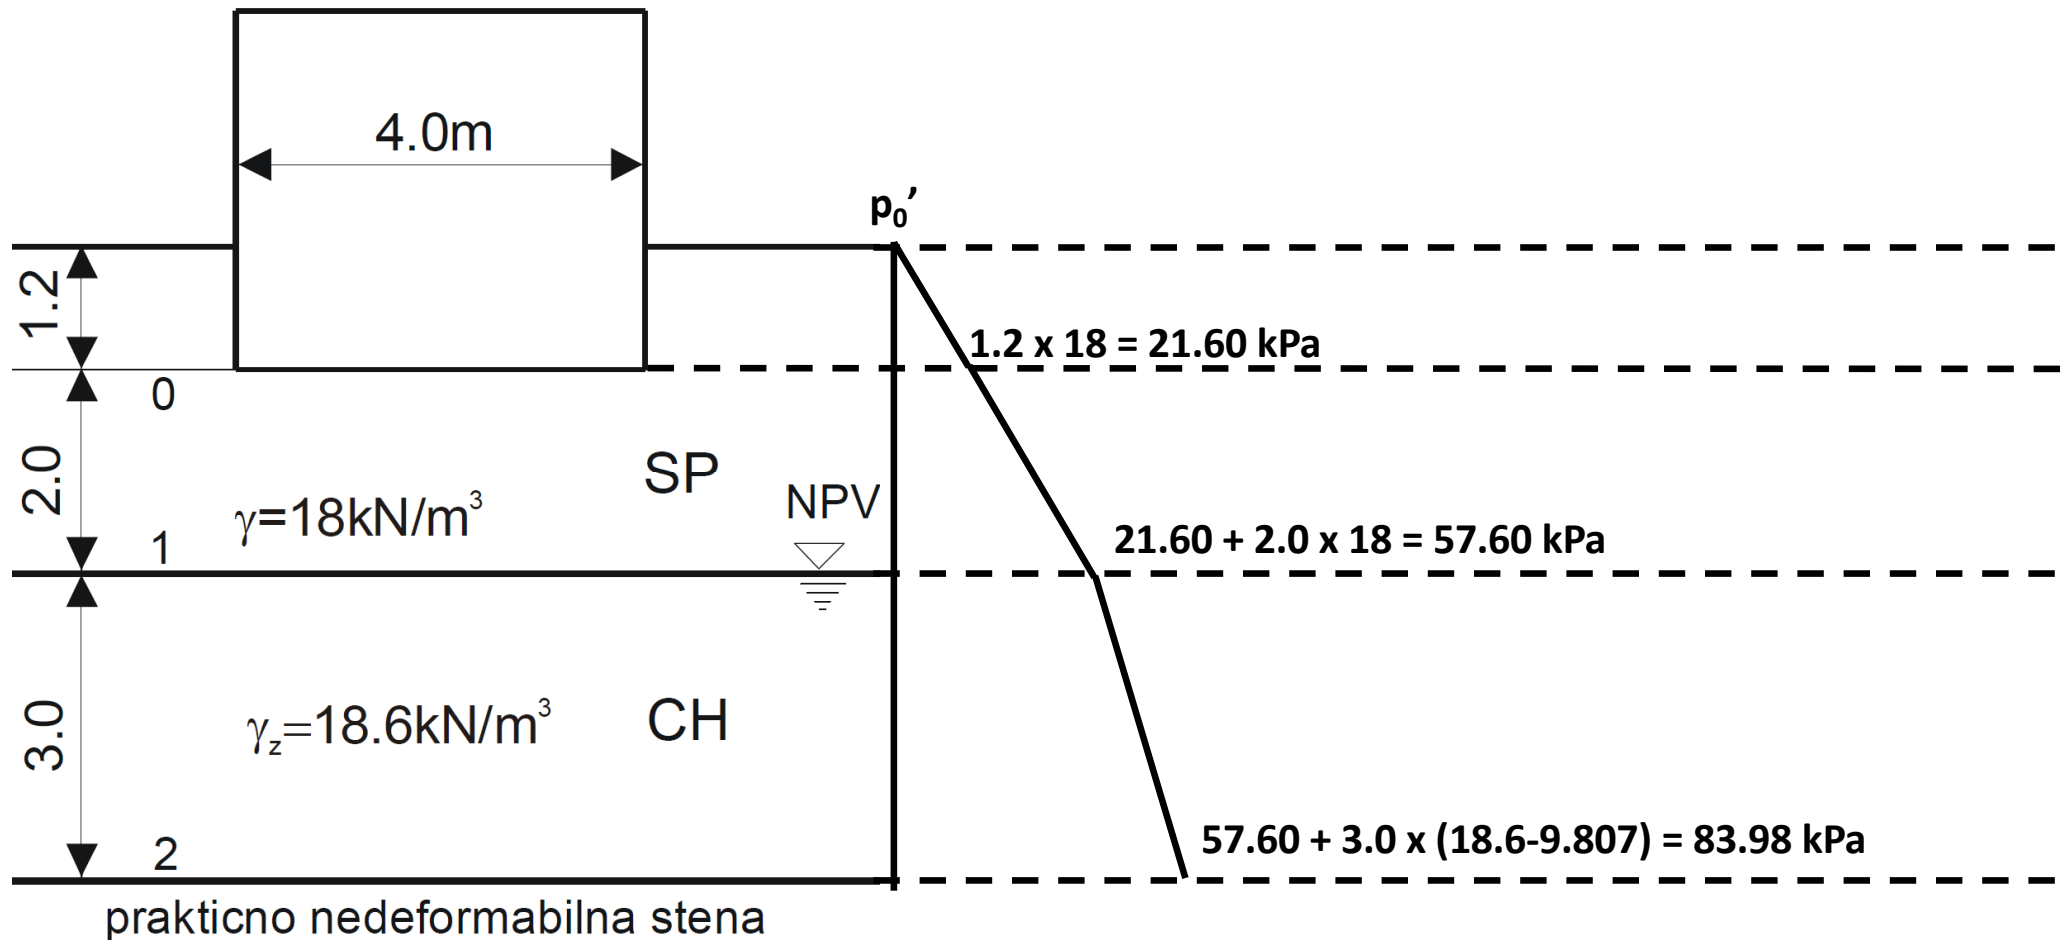 4.0m
p₀’
1.2
1.2 x 18 = 21.60 kPa
0
2.0
SP
NPV
γ=18kN/m³
1
21.60 + 2.0 x 18 = 57.60 kPa
3.0
γz=18.6kN/m³
CH
2
57.60 + 3.0 x (18.6-9.807) = 83.98 kPa
prakticno nedeformabilna stena